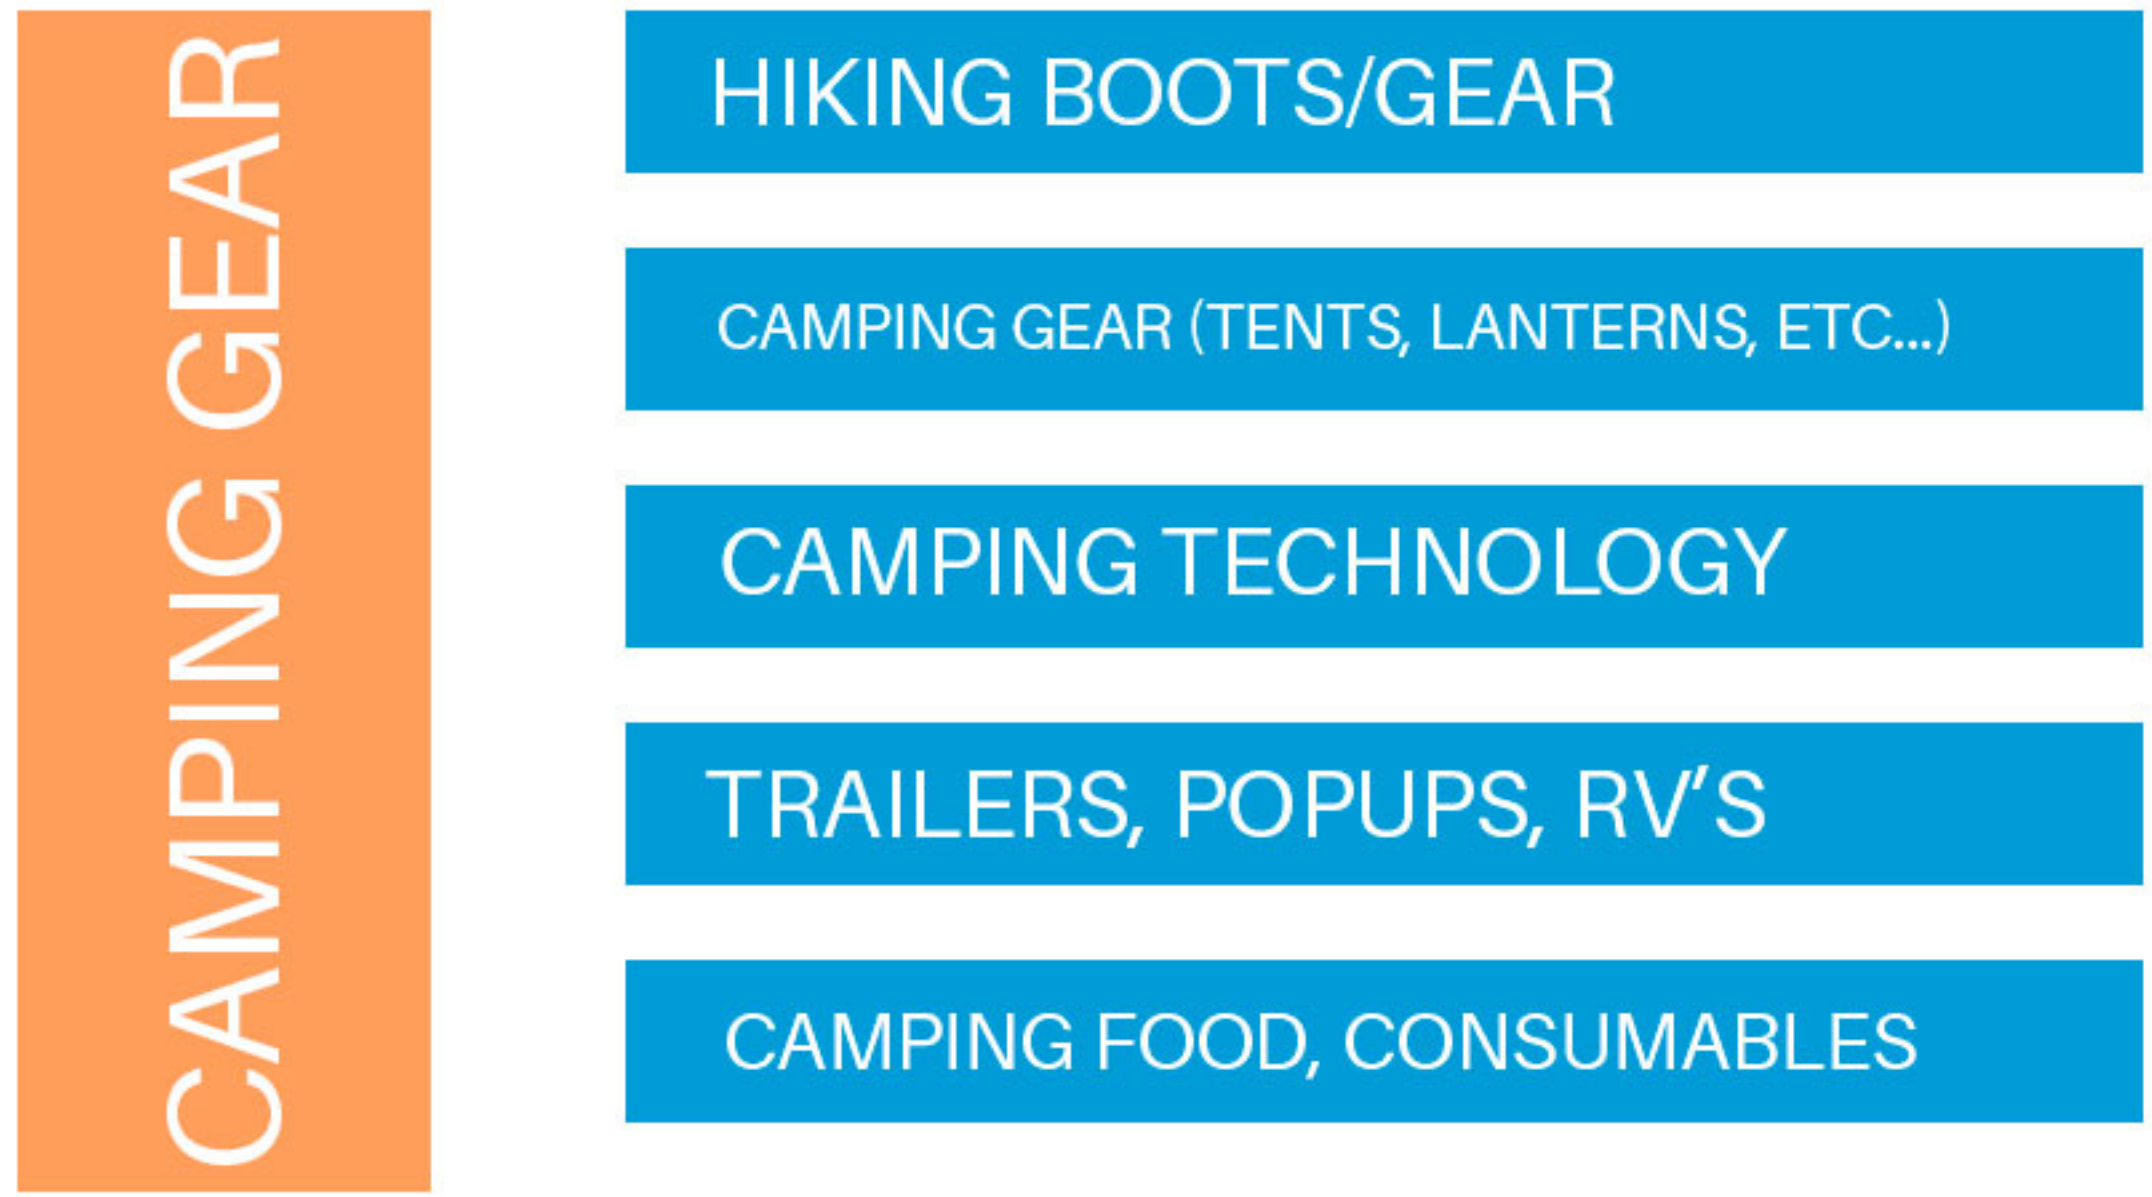 CAMPING GEAR
HIKING BOOTS/GEAR
CAMPING GEAR (TENTS, LANTERNS, ETC...)
CAMPING TECHNOLOGY
TRAILERS, POPUPS, RV’S
CAMPING FOOD, CONSUMABLES